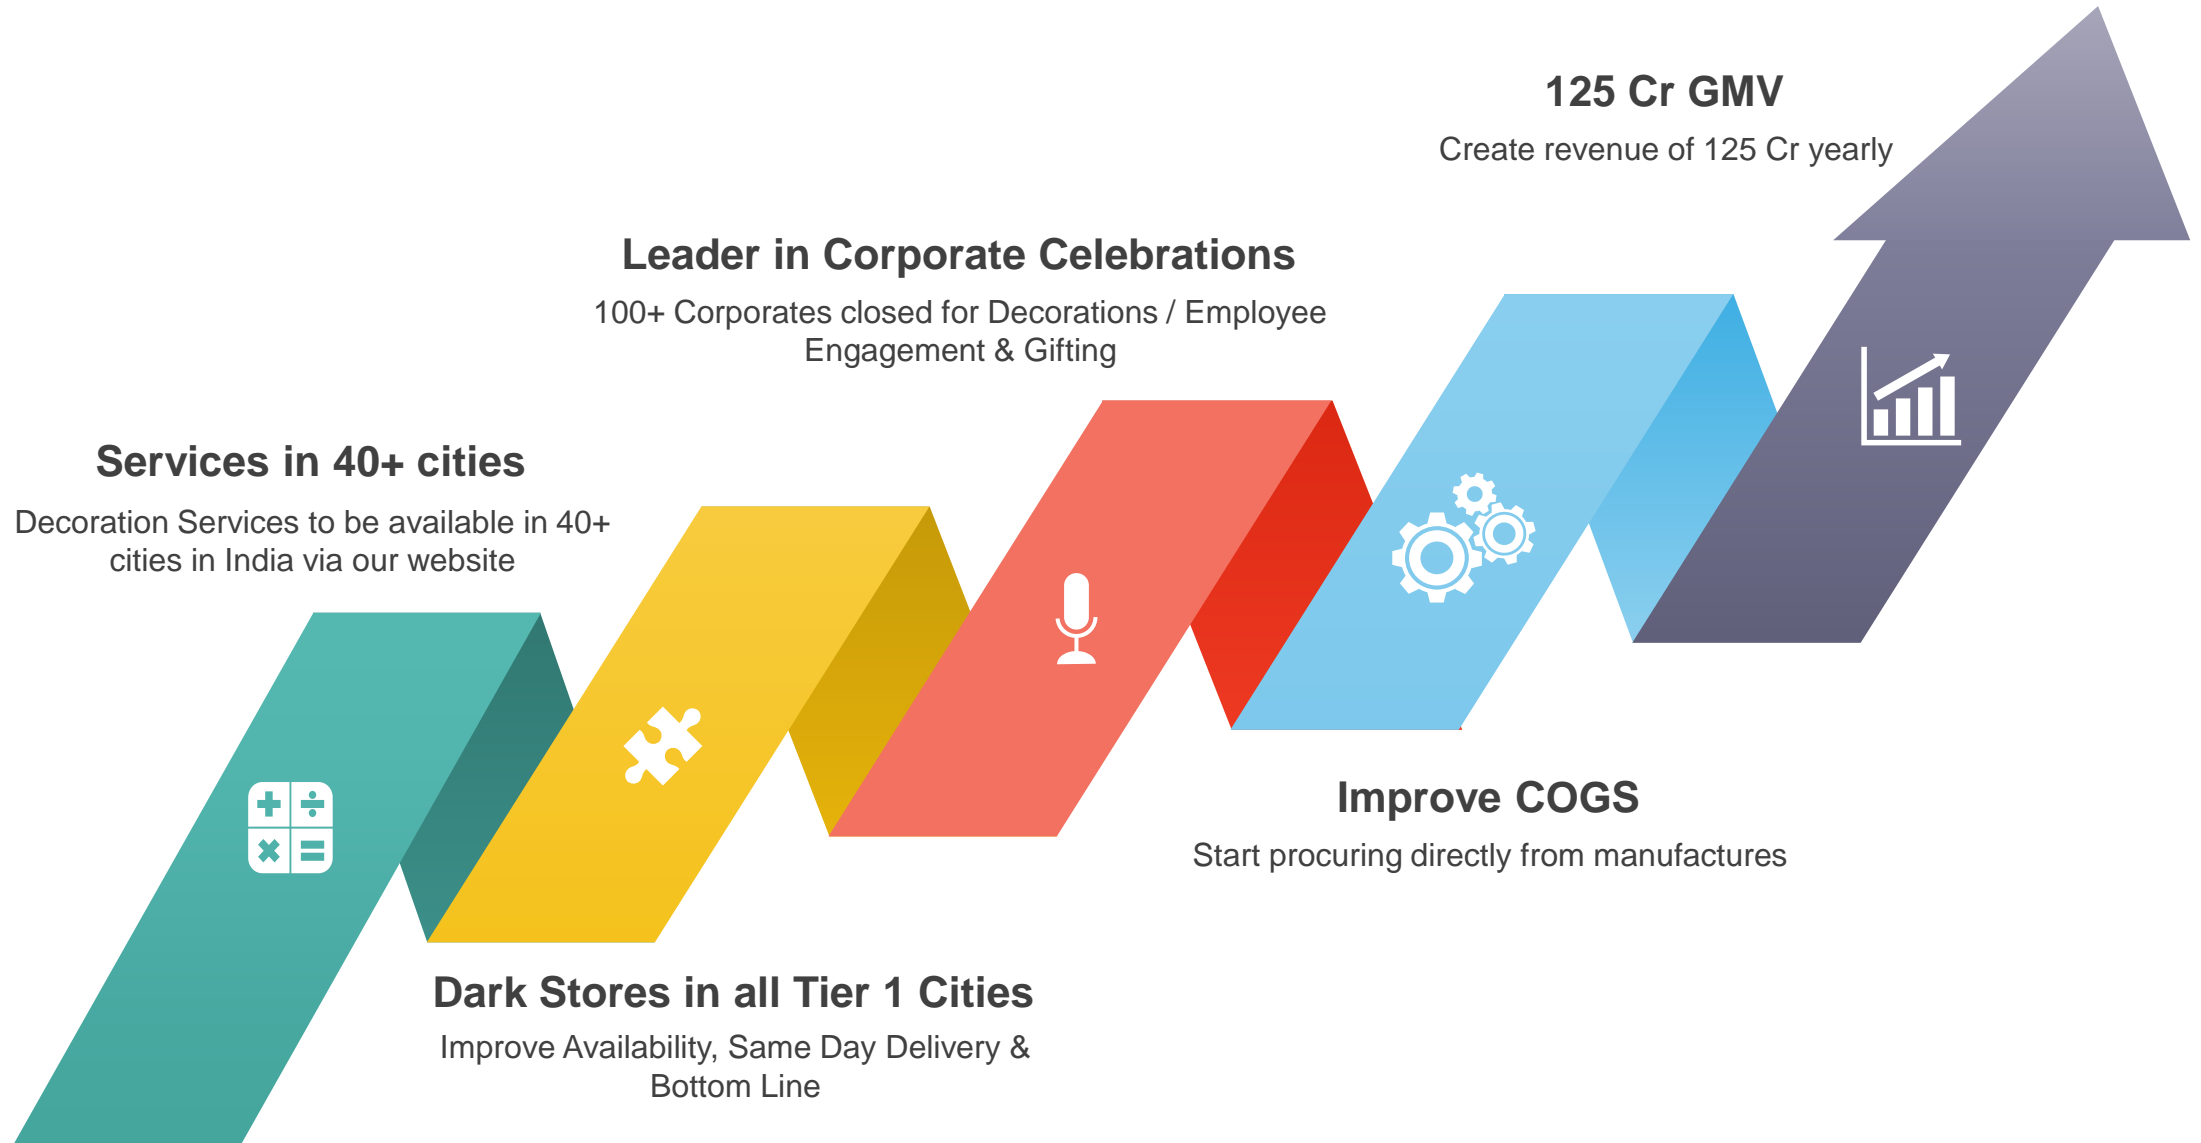 125 Cr GMV
Create revenue of 125 Cr yearly
Leader in Corporate Celebrations
100+ Corporates closed for Decorations / Employee
Engagement & Gifting
Services in 40+ cities
Decoration Services to be available in 40+
cities in India via our website
Improve COGS
Start procuring directly from manufactures
Dark Stores in all Tier 1 Cities
Improve Availability, Same Day Delivery &
Bottom Line